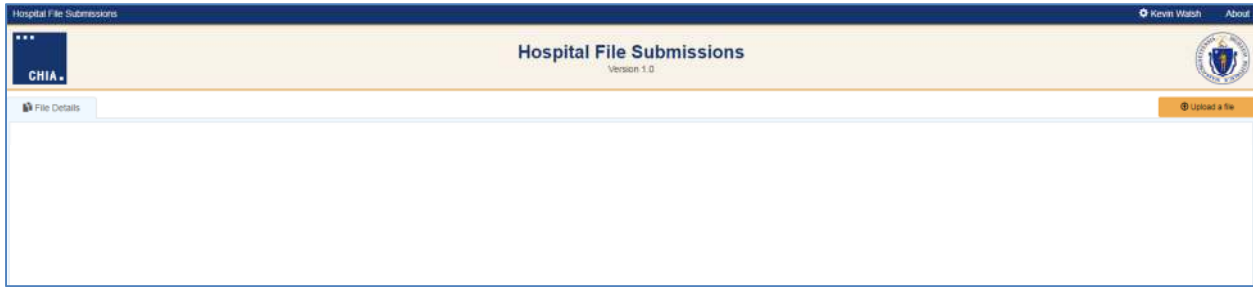 Hospital File Submissions
Kevin Walsh About
CHIA.
Hospital File Submissions
Version 1.0
File Details
Upload a file